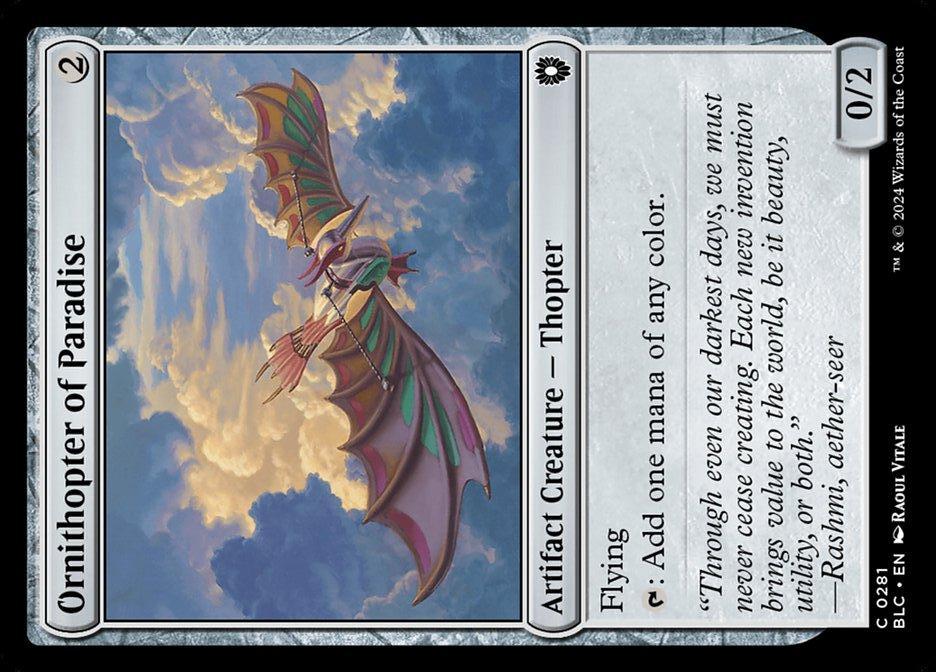 Ornithopter of Paradise 2
Artifact Creature — Thopter
Flying
: Add one mana of any color.
“Through even our darkest days, we must
never cease creating. Each new invention
brings value to the world, be it beauty,
utility, or both.”
—Rashmi, aether-seer
0/2
C 0281
BLC • EN Raoul Vitale
™ & © 2024 Wizards of the Coast